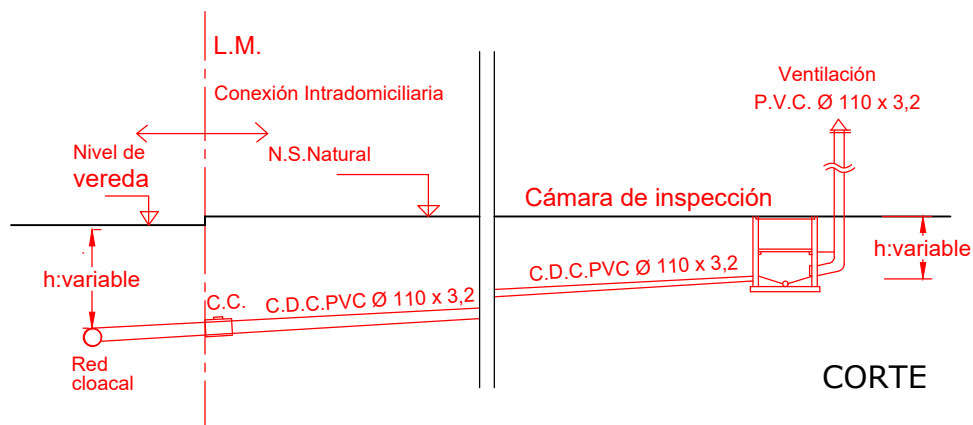 L.M.
Conexión Intradomiciliaria
Nivel de
vereda
N.S.Natural
Ventilación
P.V.C. Ø 110 x 3,2
Cámara de inspección
h:variable
h:variable
C.C.
C.D.C.PVC Ø 110 x 3,2
C.D.C.PVC Ø 110 x 3,2
Red
cloacal
CORTE